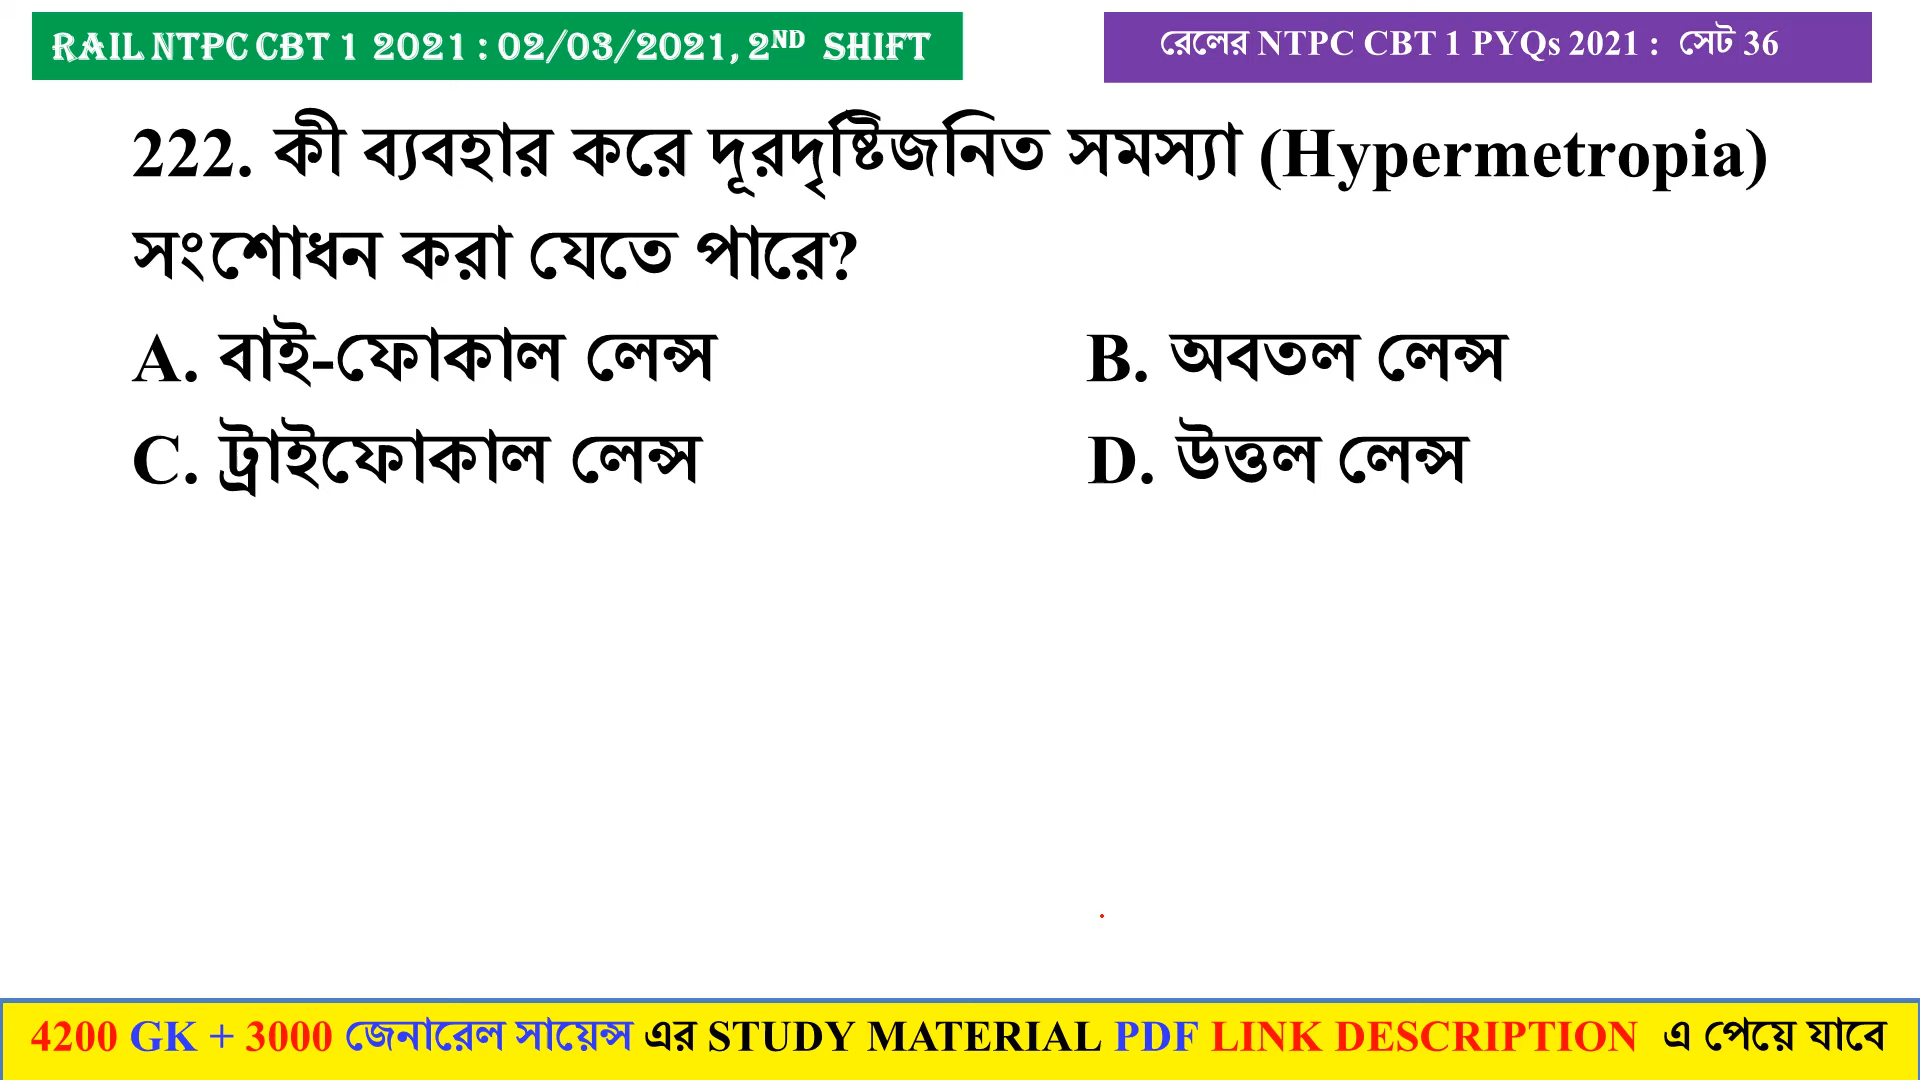 RAIL NTPC CBT 1 2021 : 02/03/2021, 2ND SHIFT
রেলের NTPC CBT 1 PYQs 2021 : সেট 36
222. কী ব্যবহার করে দূরদৃষ্টিজনিত সমস্যা (Hypermetropia)
সংশোধন করা যেতে পারে?
A. বাই-ফোকাল লেন্স B. অবতল লেন্স
C. ট্রাইফোকাল লেন্স D. উত্তল লেন্স
4200 GK + 3000 জেনারেল সায়েন্স এর STUDY MATERIAL PDF LINK DESCRIPTION এ পেয়ে যাবে